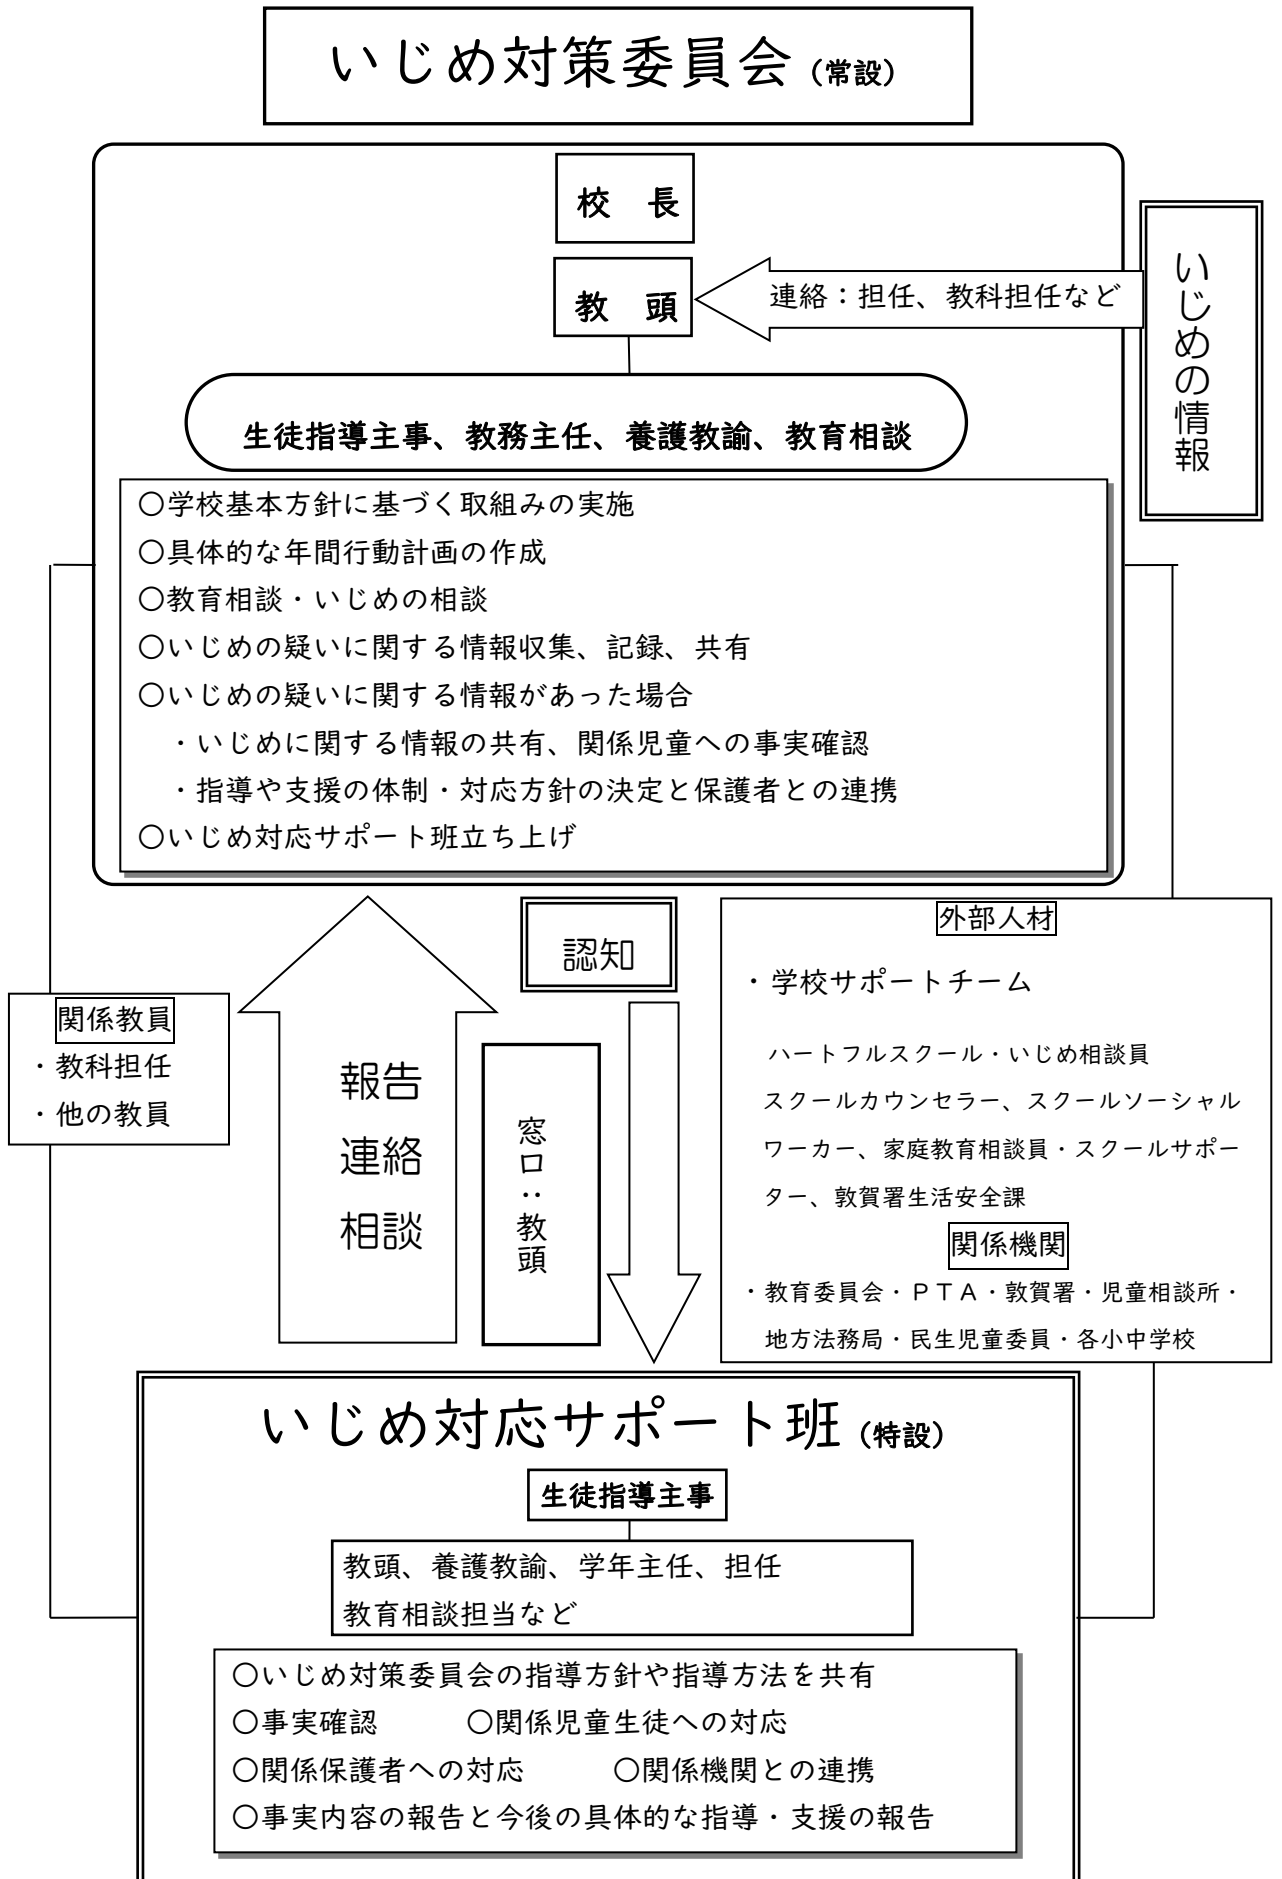 いじめ対策委員会(常設)
校　長
教　頭
連絡：担任、教科担任など
いじめの情報
生徒指導主事、教務主任、養護教諭、教育相談
〇学校基本方針に基づく取組みの実施
〇具体的な年間行動計画の作成
〇教育相談・いじめの相談
〇いじめの疑いに関する情報収集、記録、共有
〇いじめの疑いに関する情報があった場合
・いじめに関する情報の共有、関係児童への事実確認
・指導や支援の体制・対応方針の決定と保護者との連携
〇いじめ対応サポート班立ち上げ
関係教員
・教科担任
・他の教員
報告
連絡
相談
認知
窓口：教頭
外部人材
・学校サポートチーム
ハートフルスクール・いじめ相談員
スクールカウンセラー、スクールソーシャル
ワーカー、家庭教育相談員・スクールサポー
ター、敦賀署生活安全課
関係機関
・教育委員会・ＰＴＡ・敦賀署・児童相談所・
地方法務局・民生児童委員・各小中学校
いじめ対応サポート班(特設)
生徒指導主事
教頭、養護教諭、学年主任、担任
教育相談担当など
〇いじめ対策委員会の指導方針や指導方法を共有
〇事実確認　　　〇関係児童生徒への対応
〇関係保護者への対応　　　〇関係機関との連携
〇事実内容の報告と今後の具体的な指導・支援の報告